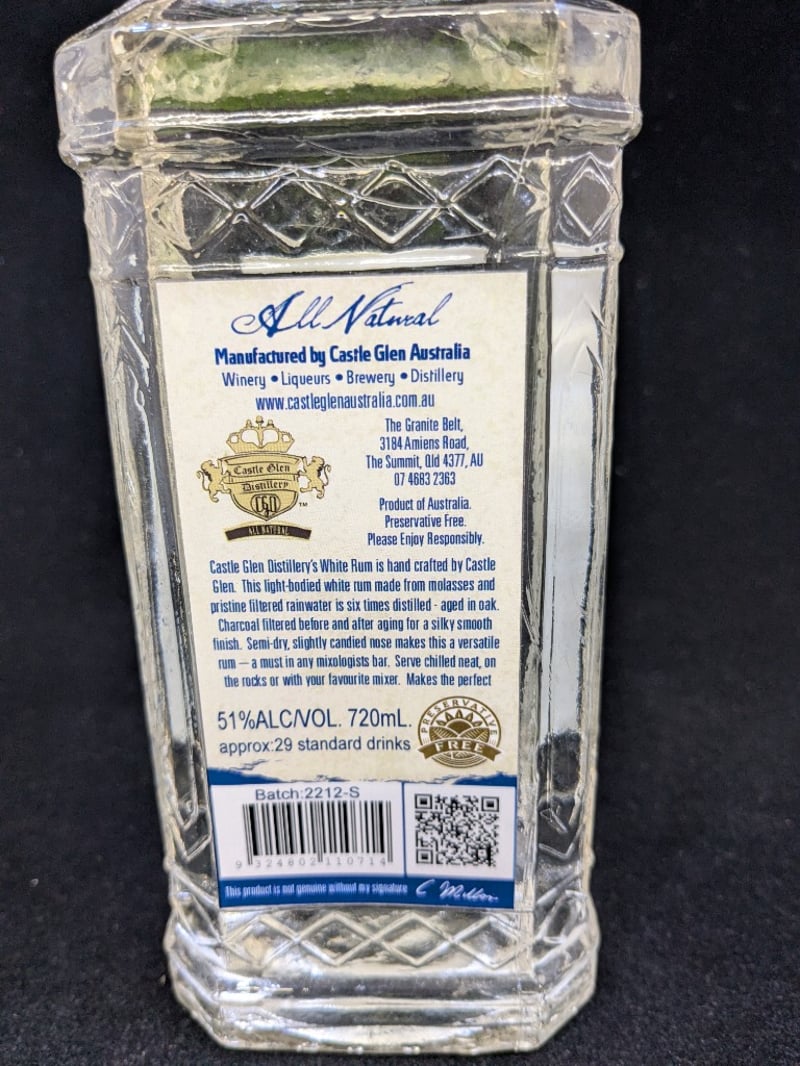 All Natural
Manufactured by Castle Glen Australia
Winery • Liqueurs • Brewery • Distillery
www.castleglenaustralia.com.au
The Granite Belt,
3184 Amiens Road,
The Summit, Qld 4377, AU
07 4683 2363
Castle Glen
Distillery
CGD
TM
ALL NATURAL
Product of Australia.
Preservative Free.
Please Enjoy Responsibly.
Castle Glen Distillery's White Rum is hand crafted by Castle
Glen. This light-bodied white rum made from molasses and
pristine filtered rainwater is six times distilled - aged in oak.
Charcoal filtered before and after aging for a silky smooth
finish. Semi-dry, slightly candied nose makes this a versatile
rum — a must in any mixologists bar. Serve chilled neat, on
the rocks or with your favourite mixer. Makes the perfect
51%ALC/VOL. 720mL.
approx:29 standard drinks
PRESERVATIVE
FREE
Batch:2212-S
9 324802 110714
This product is not genuine without my signature